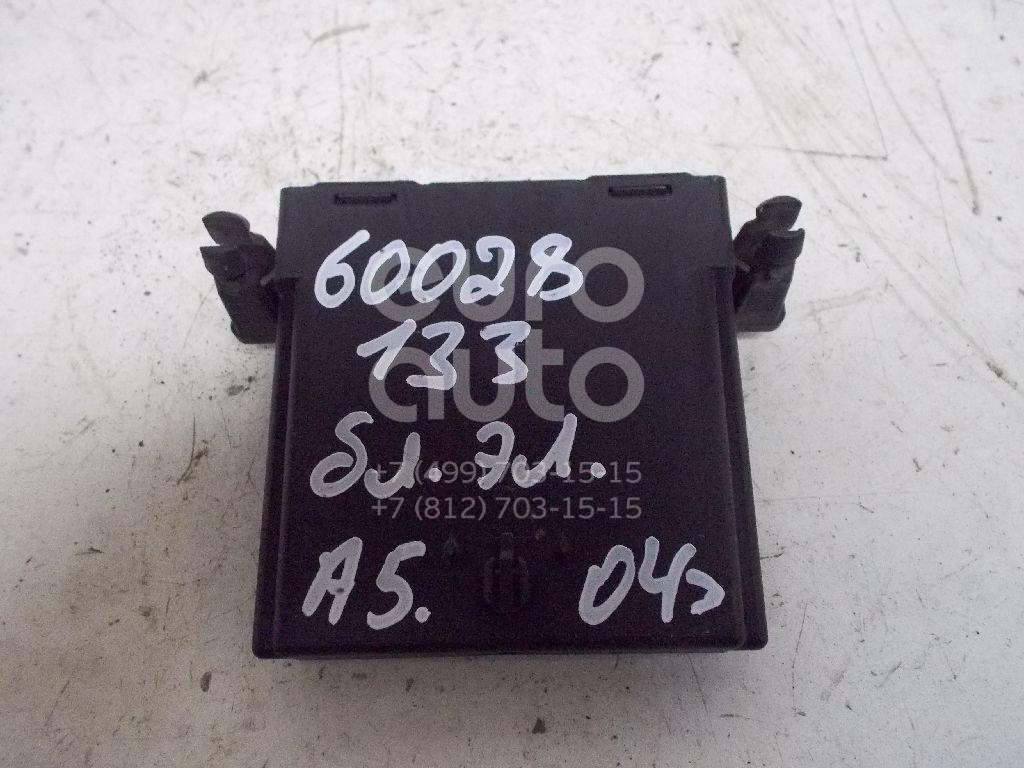 60028
euro
133
auto
бл. эл.
+7 (499) 703-15-15
+7 (812) 703-15-15
A5.
04>